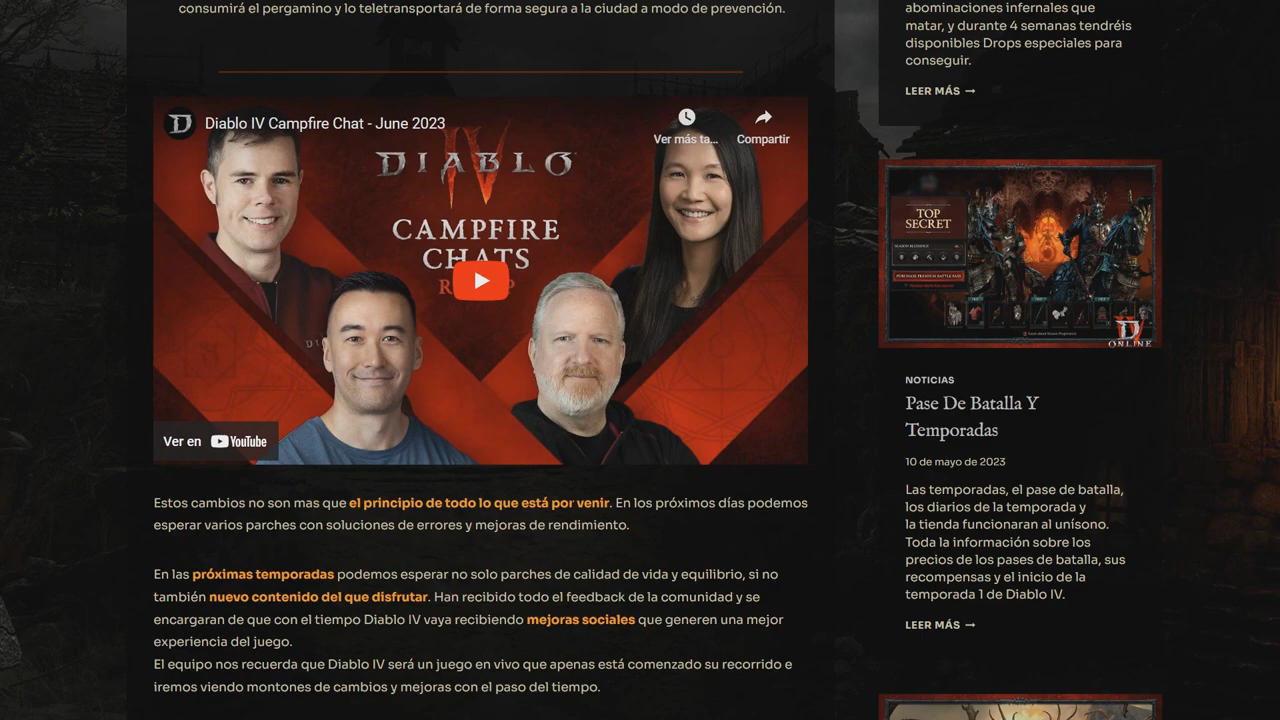 consumirá el pergamino y lo teletransportará de forma segura a la ciudad a modo de prevención.
Diablo IV Campfire Chat - June 2023
Ver más ta...
Compartir
DIABLO
IV
CAMPFIRE
CHATS
Ver en YouTube
Estos cambios no son mas que el principio de todo lo que está por venir. En los próximos días podemos
esperar varios parches con soluciones de errores y mejoras de rendimiento.
En las próximas temporadas podemos esperar no solo parches de calidad de vida y equilibrio, si no
también nuevo contenido del que disfrutar. Han recibido todo el feedback de la comunidad y se
encargaran de que con el tiempo Diablo IV vaya recibiendo mejoras sociales que generen una mejor
experiencia del juego.
El equipo nos recuerda que Diablo IV será un juego en vivo que apenas está comenzado su recorrido e
iremos viendo montones de cambios y mejoras con el paso del tiempo.
abominaciones infernales que
matar, y durante 4 semanas tendréis
disponibles Drops especiales para
conseguir.
LEER MÁS →
TOP
SECRET
SEASON BLESSINGS
PURCHASE PREMIUM BATTLE PASS
ONLINE
NOTICIAS
Pase De Batalla Y
Temporadas
10 de mayo de 2023
Las temporadas, el pase de batalla,
los diarios de la temporada y
la tienda funcionaran al unísono.
Toda la información sobre los
precios de los pases de batalla, sus
recompensas y el inicio de la
temporada 1 de Diablo IV.
LEER MÁS →